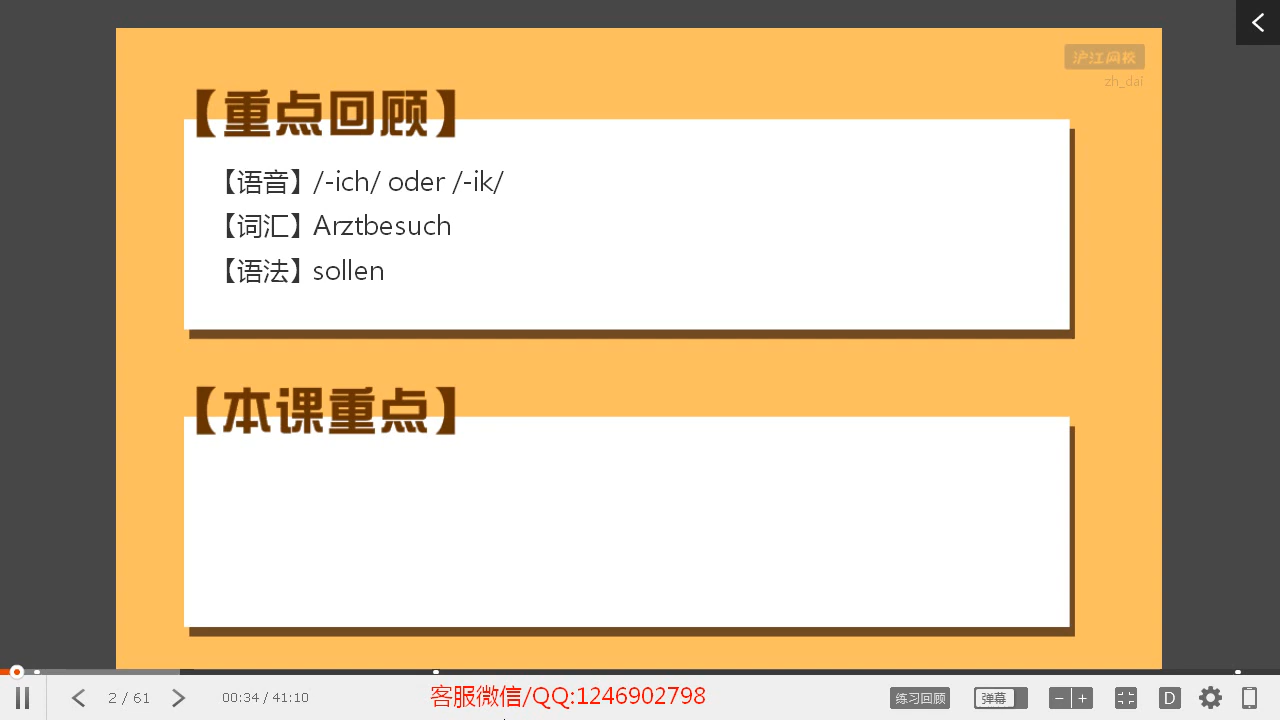 沪江网校
zh_dai
【重点回顾】
【语音】/-ich/ oder /-ik/
【词汇】Arztbesuch
【语法】sollen
【本课重点】
2 / 61
00:34 / 41:10
客服微信/QQ:1246902798
练习回顾
弹幕
D